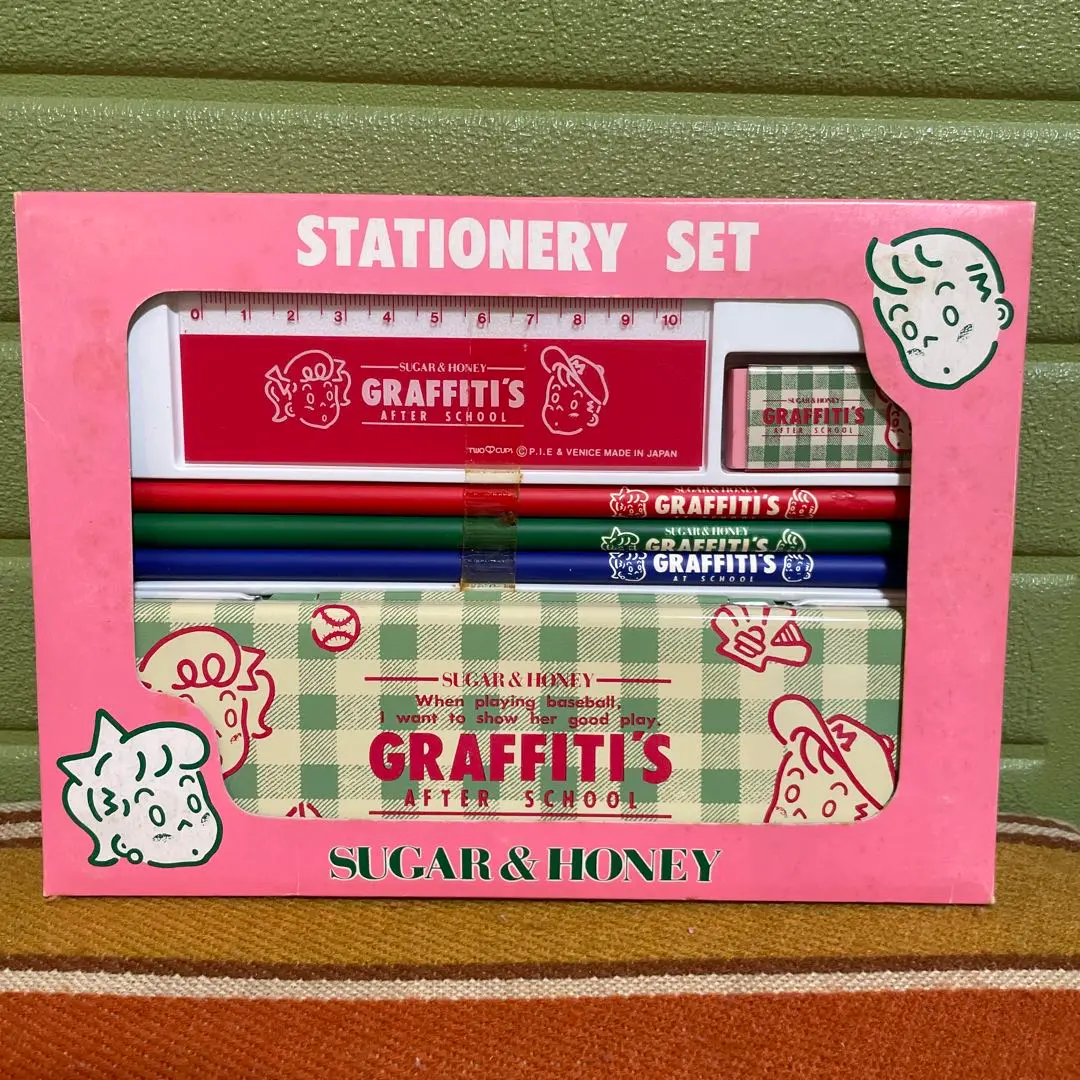 STATIONERY SET
0 1 2 3 4 5 6 7 8 9 10
SUGAR & HONEY
GRAFFITI'S
AFTER SCHOOL
TWO♡CUPS ©P.I.E & VENICE MADE IN JAPAN
SUGAR & HONEY
GRAFFITI'S
AFTER SCHOOL
SUGAR & HONEY
GRAFFITI'S
SUGAR & HONEY
GRAFFITI'S
GRAFFITI'S
AT SCHOOL
SUGAR & HONEY
When playing baseball,
i want to show her good play.
GRAFFITI'S
AFTER SCHOOL
SUGAR & HONEY